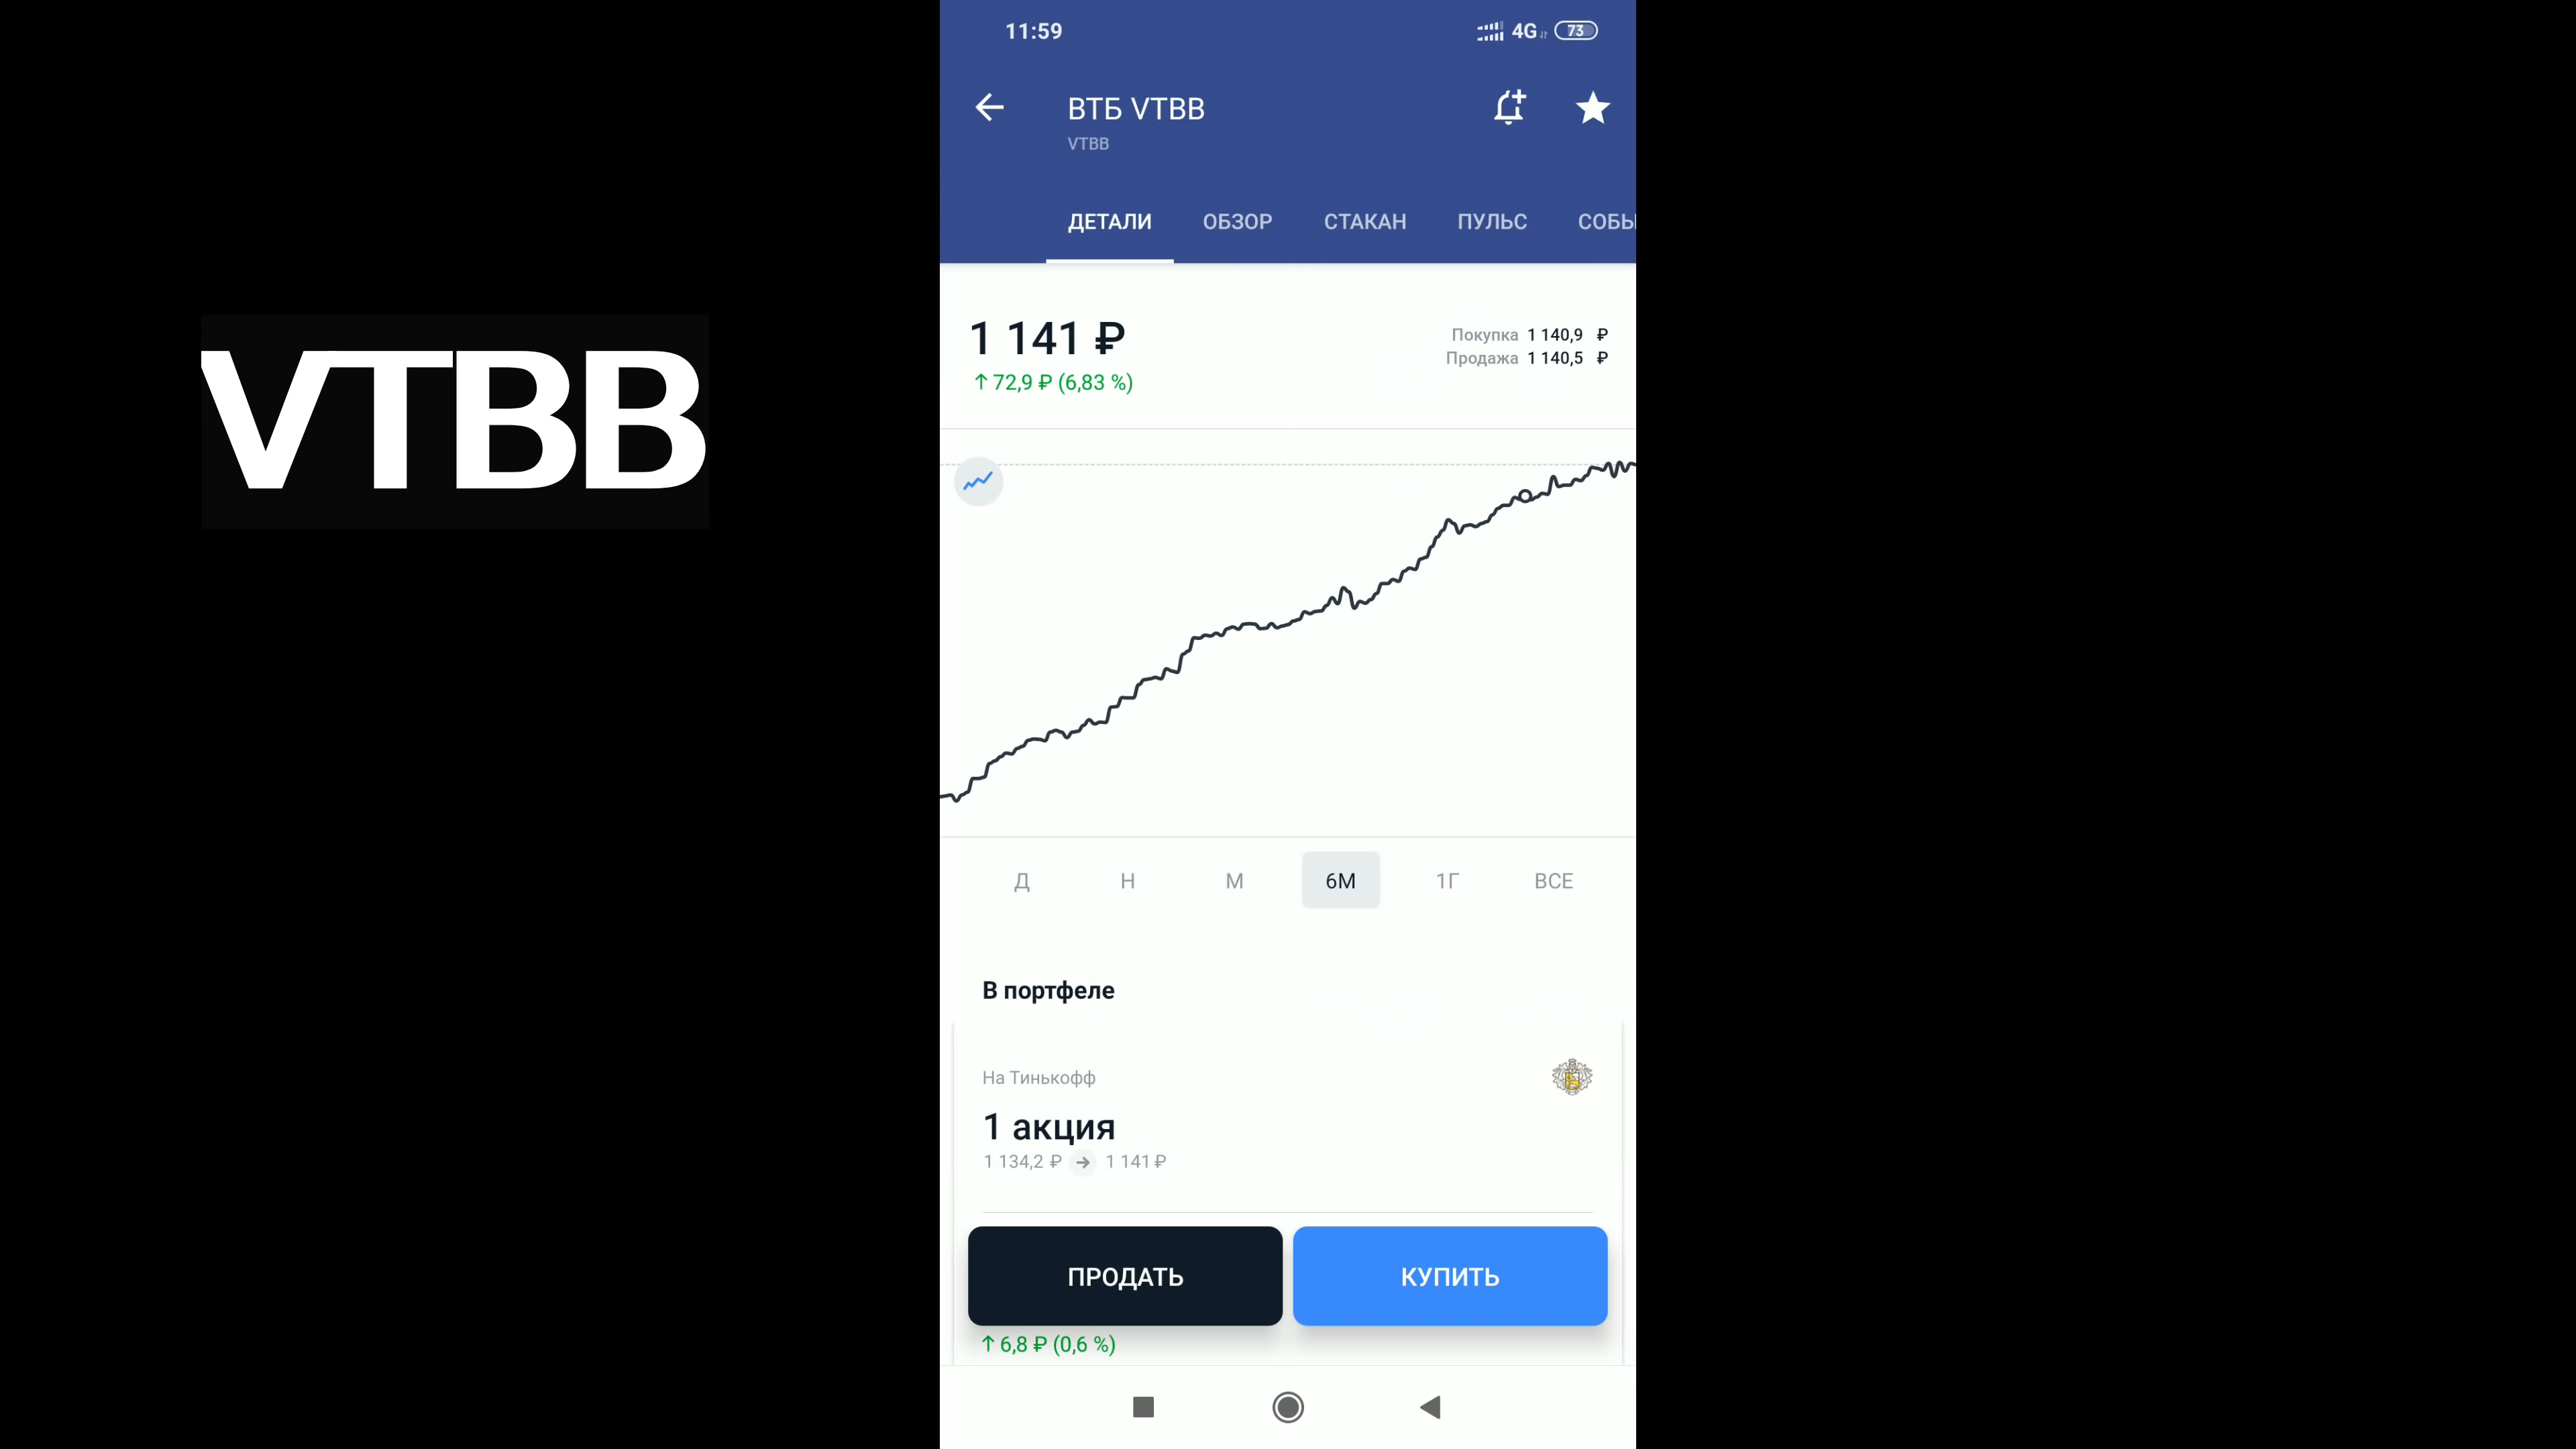 VTBB
11:59
4G 73
ВТБ VTBB
VTBB
ДЕТАЛИ ОБЗОР СТАКАН ПУЛЬС СОБЫ
1 141 ₽
↑ 72,9 ₽ (6,83 %)
Покупка 1 140,9 ₽
Продажа 1 140,5 ₽
Д Н М 6М 1Г ВСЕ
В портфеле
На Тинькофф
1 акция
1 134,2 ₽ → 1 141 ₽
ПРОДАТЬ КУПИТЬ
↑ 6,8 ₽ (0,6 %)